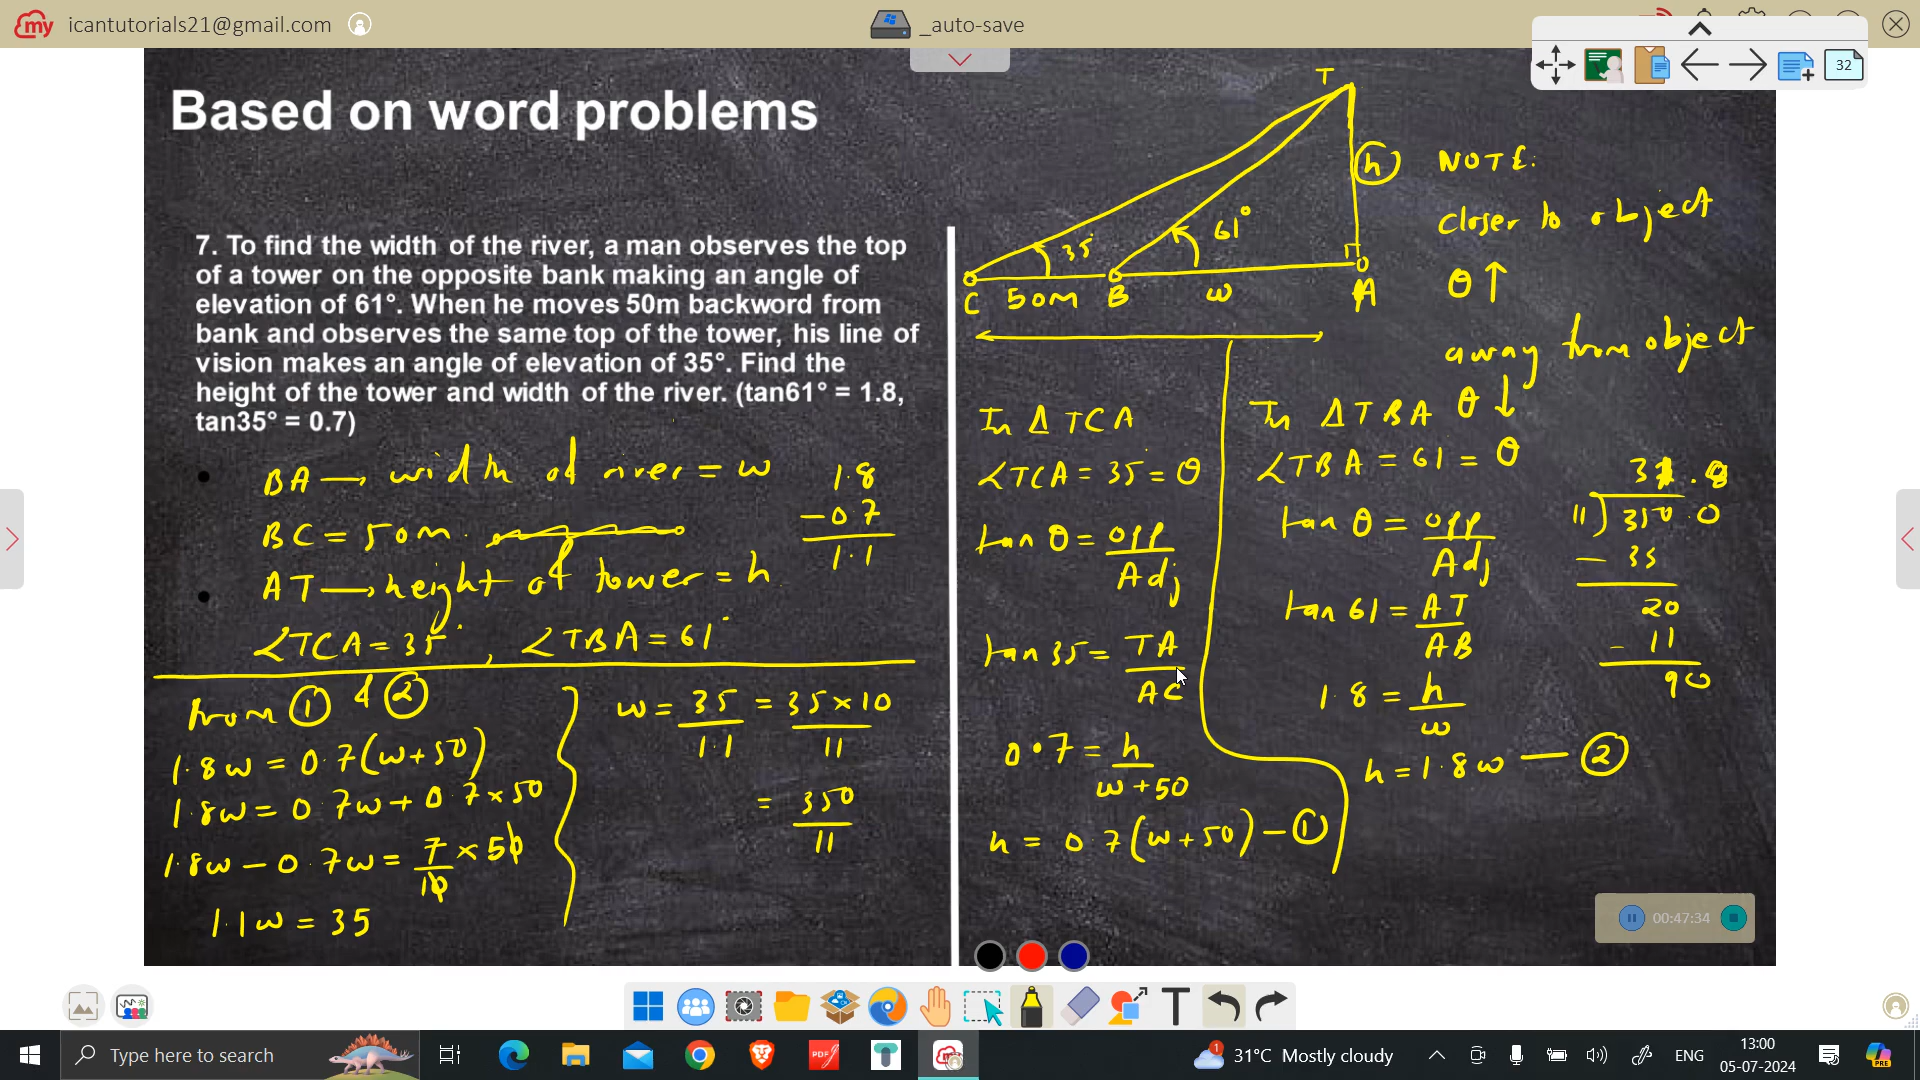 icantutorials21@gmail.com
_auto-save
32
Based on word problems
7. To find the width of the river, a man observes the top
of a tower on the opposite bank making an angle of
elevation of 61°. When he moves 50m backword from
bank and observes the same top of the tower, his line of
vision makes an angle of elevation of 35°. Find the
height of the tower and width of the river. (tan61° = 1.8,
tan35° = 0.7)
BA → width of river = w
BC = 50m.
AT → height of tower = h
∠TCA = 35°, ∠TBA = 61°
1.8
- 0.7
1.1
from ① & ②
1.8w = 0.7(w+50)
1.8w = 0.7w + 0.7×50
1.8w - 0.7w = 7/10 × 50
1.1w = 35
w = 35/1.1 = 35×10/11
= 350/11
T
h
35°
61°
C 50m B w A
NOTE:
closer to object
θ ↑
away from object
θ ↓
In Δ TCA
∠TCA = 35 = θ
tan θ = opp/Adj
tan 35 = TA/AC
0.7 = h/w+50
h = 0.7(w+50) - ①
In Δ TBA
∠TBA = 61 = θ
tan θ = opp/Adj
tan 61 = AT/AB
1.8 = h/w
h = 1.8w — ②
31.8
11)350.0
- 33
20
- 11
90
00:47:34
Type here to search
31°C Mostly cloudy
ENG
13:00
05-07-2024